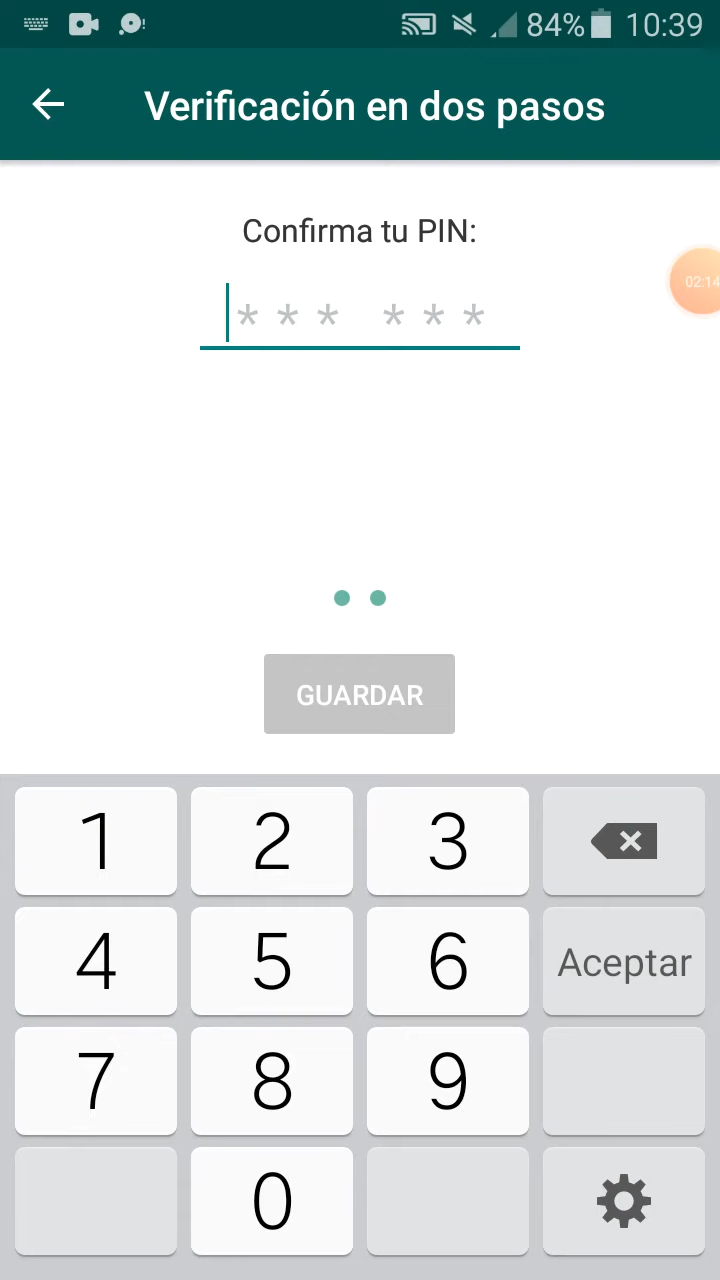 84% 10:39
Verificación en dos pasos
Confirma tu PIN:
*** ***
02:14
GUARDAR
1 2 3
4 5 6 Aceptar
7 8 9
0